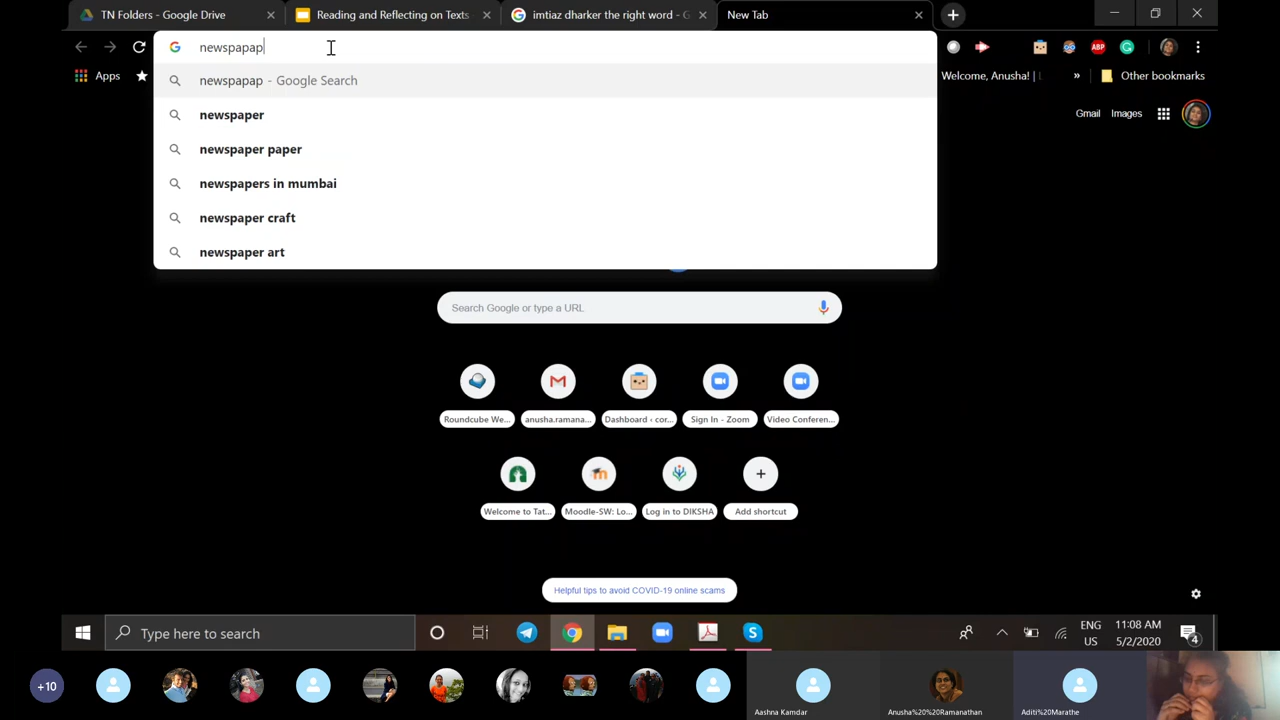 TN Folders - Google Drive
Reading and Reflecting on Texts
imtiaz dharker the right word - G
New Tab
newspapap
ABP
Apps
Welcome, Anusha! |
»
Other bookmarks
newspapap - Google Search
newspaper
newspaper paper
newspapers in mumbai
newspaper craft
newspaper art
Gmail
Images
Search Google or type a URL
Roundcube We...
anusha.ramana...
Dashboard ‹ cor...
Sign In - Zoom
Video Conferen...
Welcome to Tat...
Moodle-SW: Lo...
Log in to DIKSHA
Add shortcut
Helpful tips to avoid COVID-19 online scams
Type here to search
ENG
US
11:08 AM
5/2/2020
4
+10
Aashna Kamdar
Anusha%20%20Ramanathan
Aditi%20Marathe